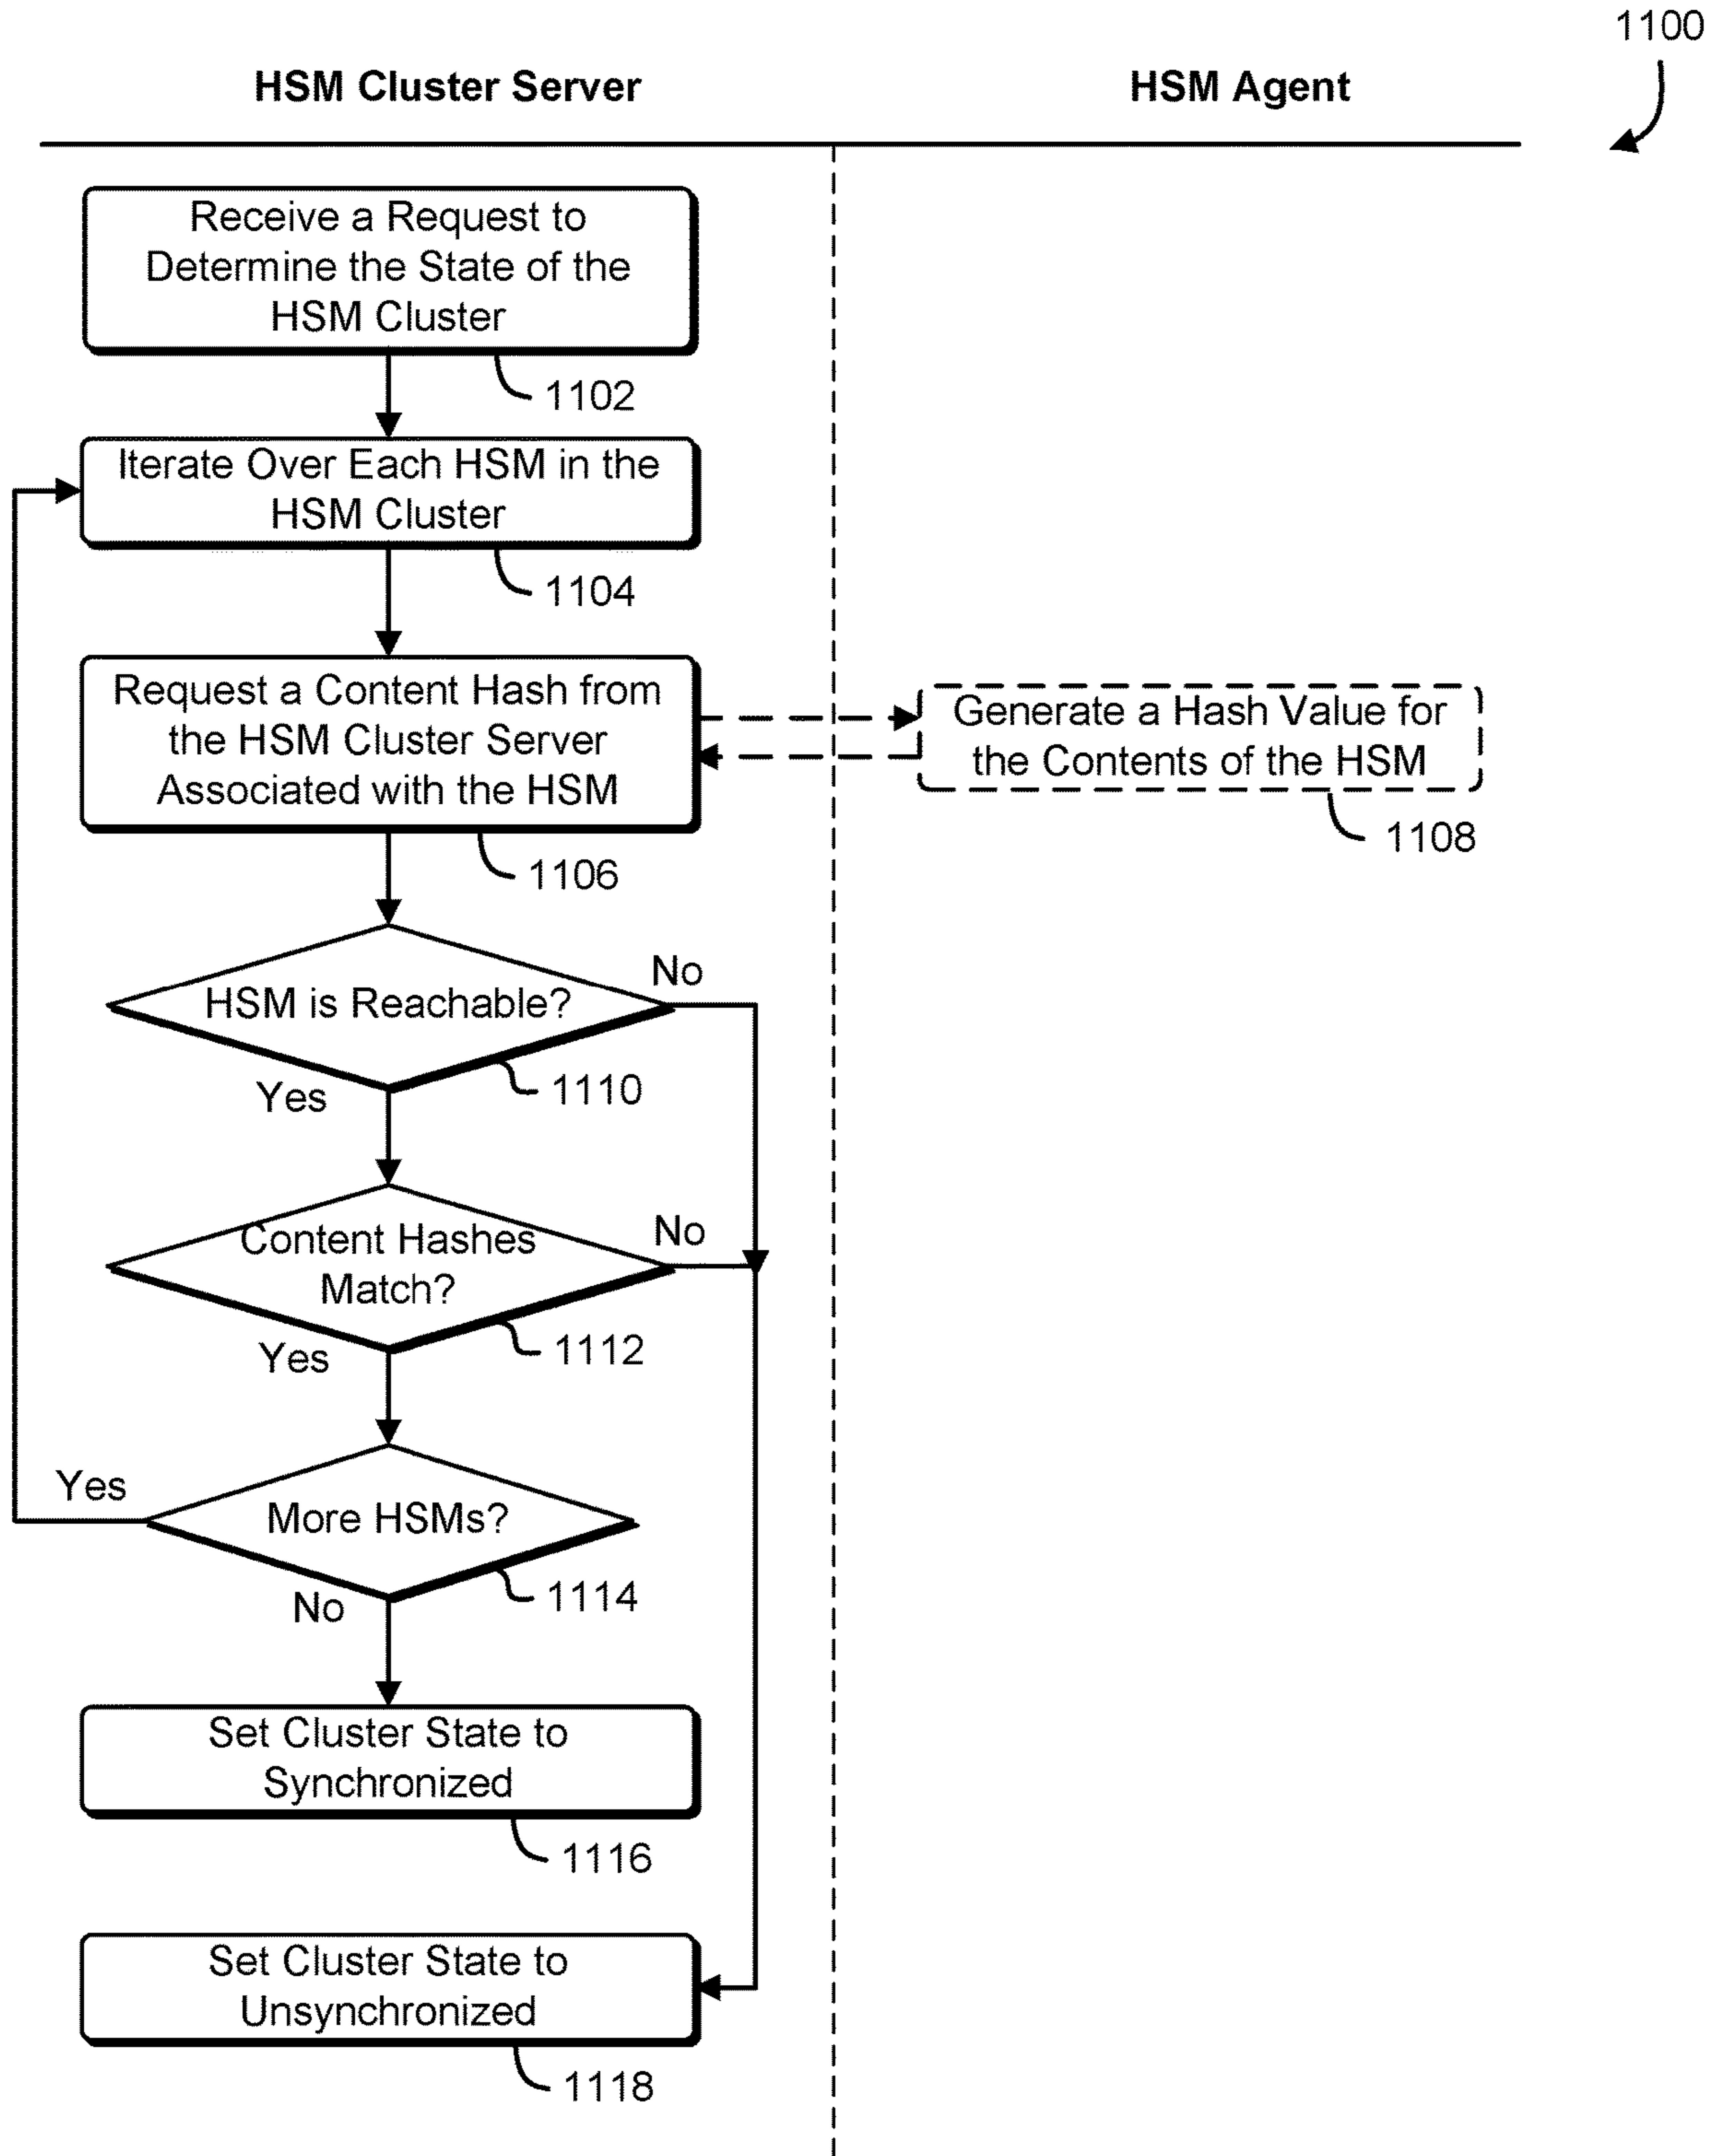 1100
HSM Cluster Server
HSM Agent
Receive a Request to
Determine the State of the
HSM Cluster
1102
Iterate Over Each HSM in the
HSM Cluster
1104
Request a Content Hash from
the HSM Cluster Server
Associated with the HSM
1106
Generate a Hash Value for
the Contents of the HSM
1108
HSM is Reachable?
No
Yes
1110
Content Hashes
Match?
No
Yes
1112
More HSMs?
Yes
No
1114
Set Cluster State to
Synchronized
1116
Set Cluster State to
Unsynchronized
1118